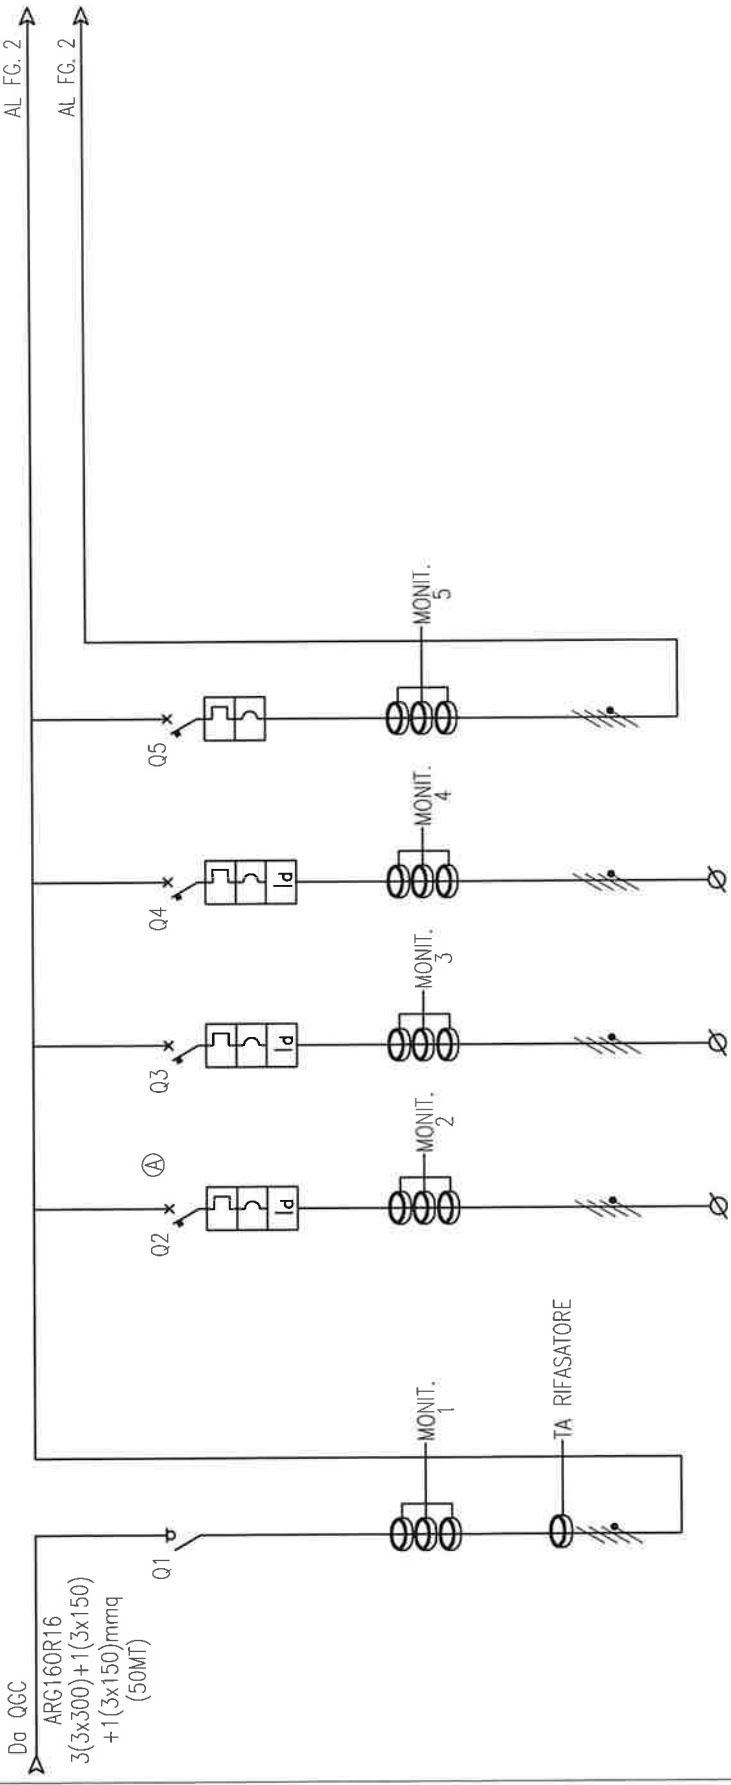 Da QGC
ARG16OR16
3(3x300)+1(3x150)
+1(3x150)mmq
(50MT)
AL FG. 2
AL FG. 2
Q1
Q2
A
Q3
Q4
Q5
Id
Id
Id
MONIT.
1
MONIT.
2
MONIT.
3
MONIT.
4
MONIT.
5
TA RIFASATORE